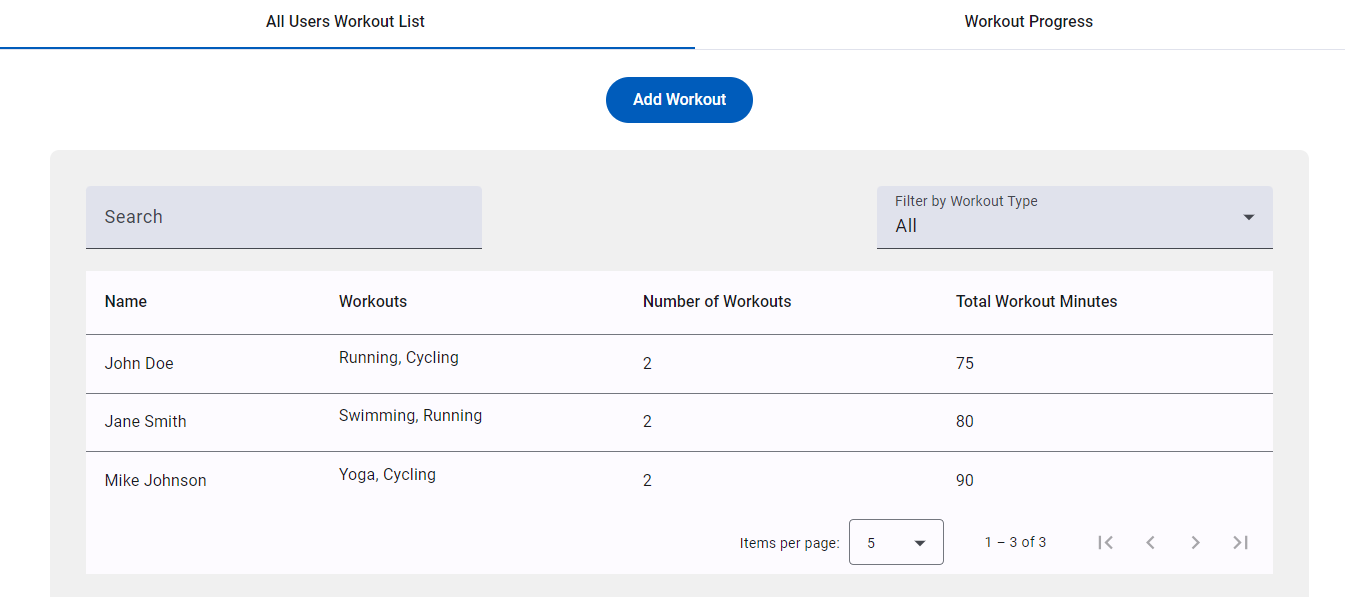 All Users Workout List Workout Progress
Add Workout
Search
Filter by Workout Type
All
Name Workouts Number of Workouts Total Workout Minutes
John Doe Running, Cycling 2 75
Jane Smith Swimming, Running 2 80
Mike Johnson Yoga, Cycling 2 90
Items per page: 5 1 – 3 of 3